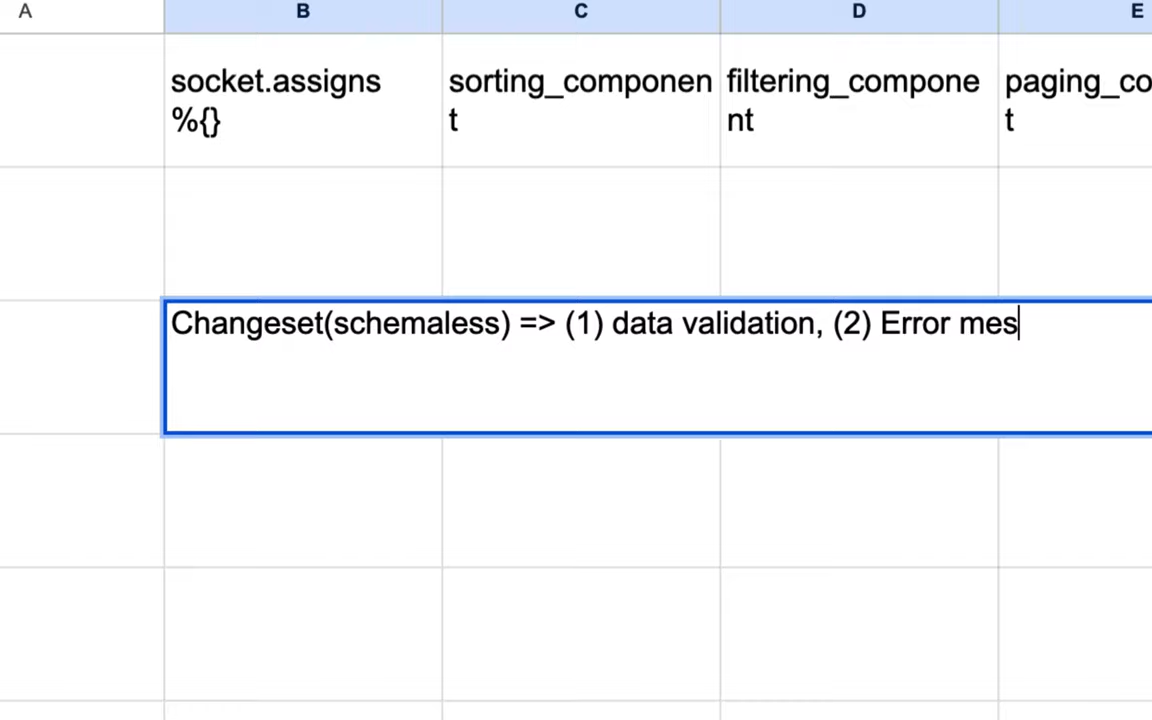 A B C D E
socket.assigns sorting_componen filtering_compone paging_co
%{} t nt t
Changeset(schemaless) => (1) data validation, (2) Error mes